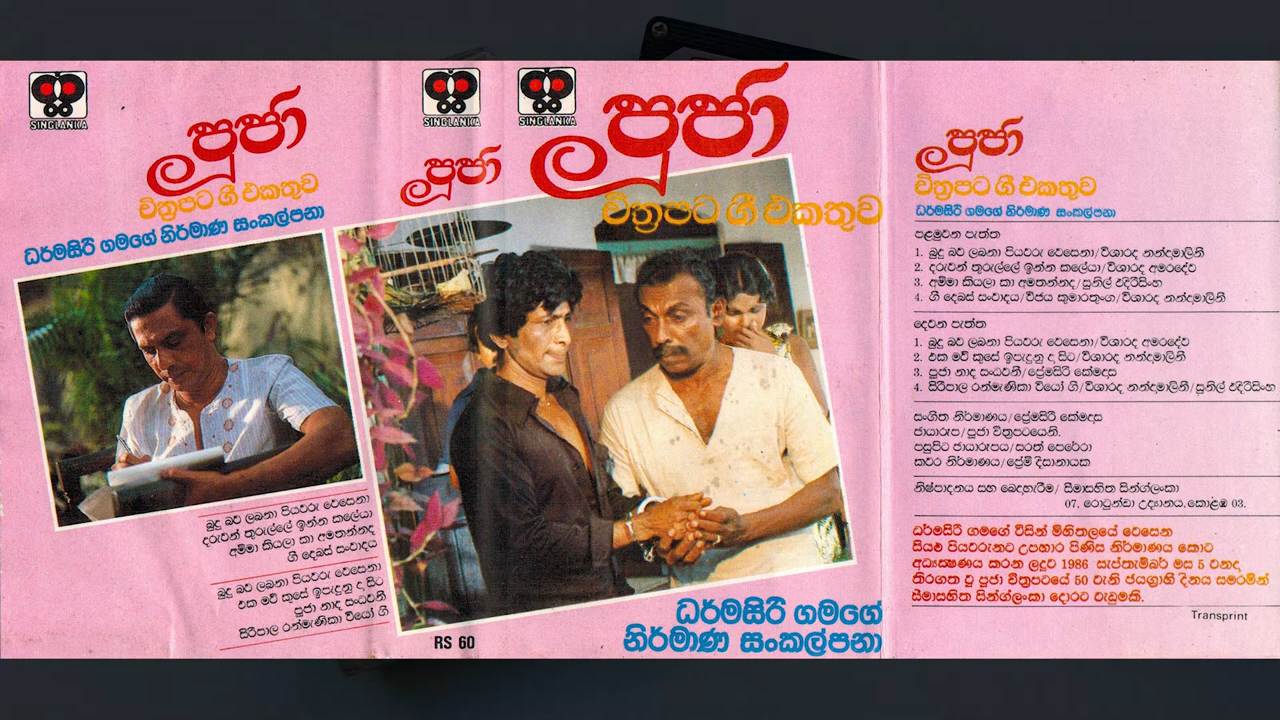 SINGLANKA
පූජා
චිත්‍රපට ගී එකතුව
ධර්මසිරි ගමගේ නිර්මාණ සංකල්පනා
බුදු බව ලබනා පියවරු වෙසෙනා
දරුවන් තුරුල්ලේ ඉන්න කලේයා
අම්මා කියලා කා අමතන්නද
ගී දෙබස් සංවාදය
බුදු බව ලබනා පියවරු වෙසෙනා
එක මව් කුසේ ඉපැදුනු ද සිට
පූජා නාද සංධ්වනී
සිරිපාල රන්මැණිකා වියෝ ගී
SINGLANKA
පූජා
RS 60
SINGLANKA
පූජා
චිත්‍රපට ගී එකතුව
ධර්මසිරි ගමගේ
නිර්මාණ සංකල්පනා
පූජා
චිත්‍රපට ගී එකතුව
ධර්මසිරි ගමගේ නිර්මාණ සංකල්පනා
පළමුවන පැත්ත
1. බුදු බව ලබනා පියවරු වෙසෙනා/විශාරද නන්දාමාලිනී
2. දරුවන් තුරුල්ලේ ඉන්න කලේයා/විශාරද අමරදේව
3. අම්මා කියලා කා අමතන්නද/සුනිල් එදිරිසිංහ
4. ගී දෙබස් සංවාදය/විජය කුමාරතුංග/විශාරද නන්දාමාලිනී
දෙවන පැත්ත
1. බුදු බව ලබනා පියවරු වෙසෙනා/විශාරද අමරදේව
2. එක මව් කුසේ ඉපැදුනු ද සිට/විශාරද නන්දාමාලිනී
3. පූජා නාද සංධ්වනී/ප්‍රේමසිරි කේමදාස
4. සිරිපාල රන්මැණිකා වියෝ ගී/විශාරද නන්දාමාලිනී/සුනිල් එදිරිසිංහ
සංගීත නිර්මාණය/ප්‍රේමසිරි කේමදාස
ඡායාරූප/පූජා චිත්‍රපටයෙනි.
පසුපිට ඡායාරූපය/සරත් පෙරේරා
කවර නිර්මාණය/ප්‍රේමී දිසානායක
නිෂ්පාදනය සහ බෙදාහැරීම/ සීමාසහිත සින්ග්ලංකා
07. රොටුන්ඩා උද්‍යානය, කොළඹ 03.
ධර්මසිරි ගමගේ විසින් මිහිතලයේ වෙසෙන
සියළු පියවරුනට උපහාර පිණිස නිර්මාණය කොට
අධ්‍යක්ෂණය කරන ලදුව 1986 සැප්තැම්බර් මස 5 වනදා
තිරගත වූ පූජා චිත්‍රපටයේ 50 වැනි ජයග්‍රාහී දිනය සමරමින්
සීමාසහිත සින්ග්ලංකා දොරට වැඩුමකි.
Transprint